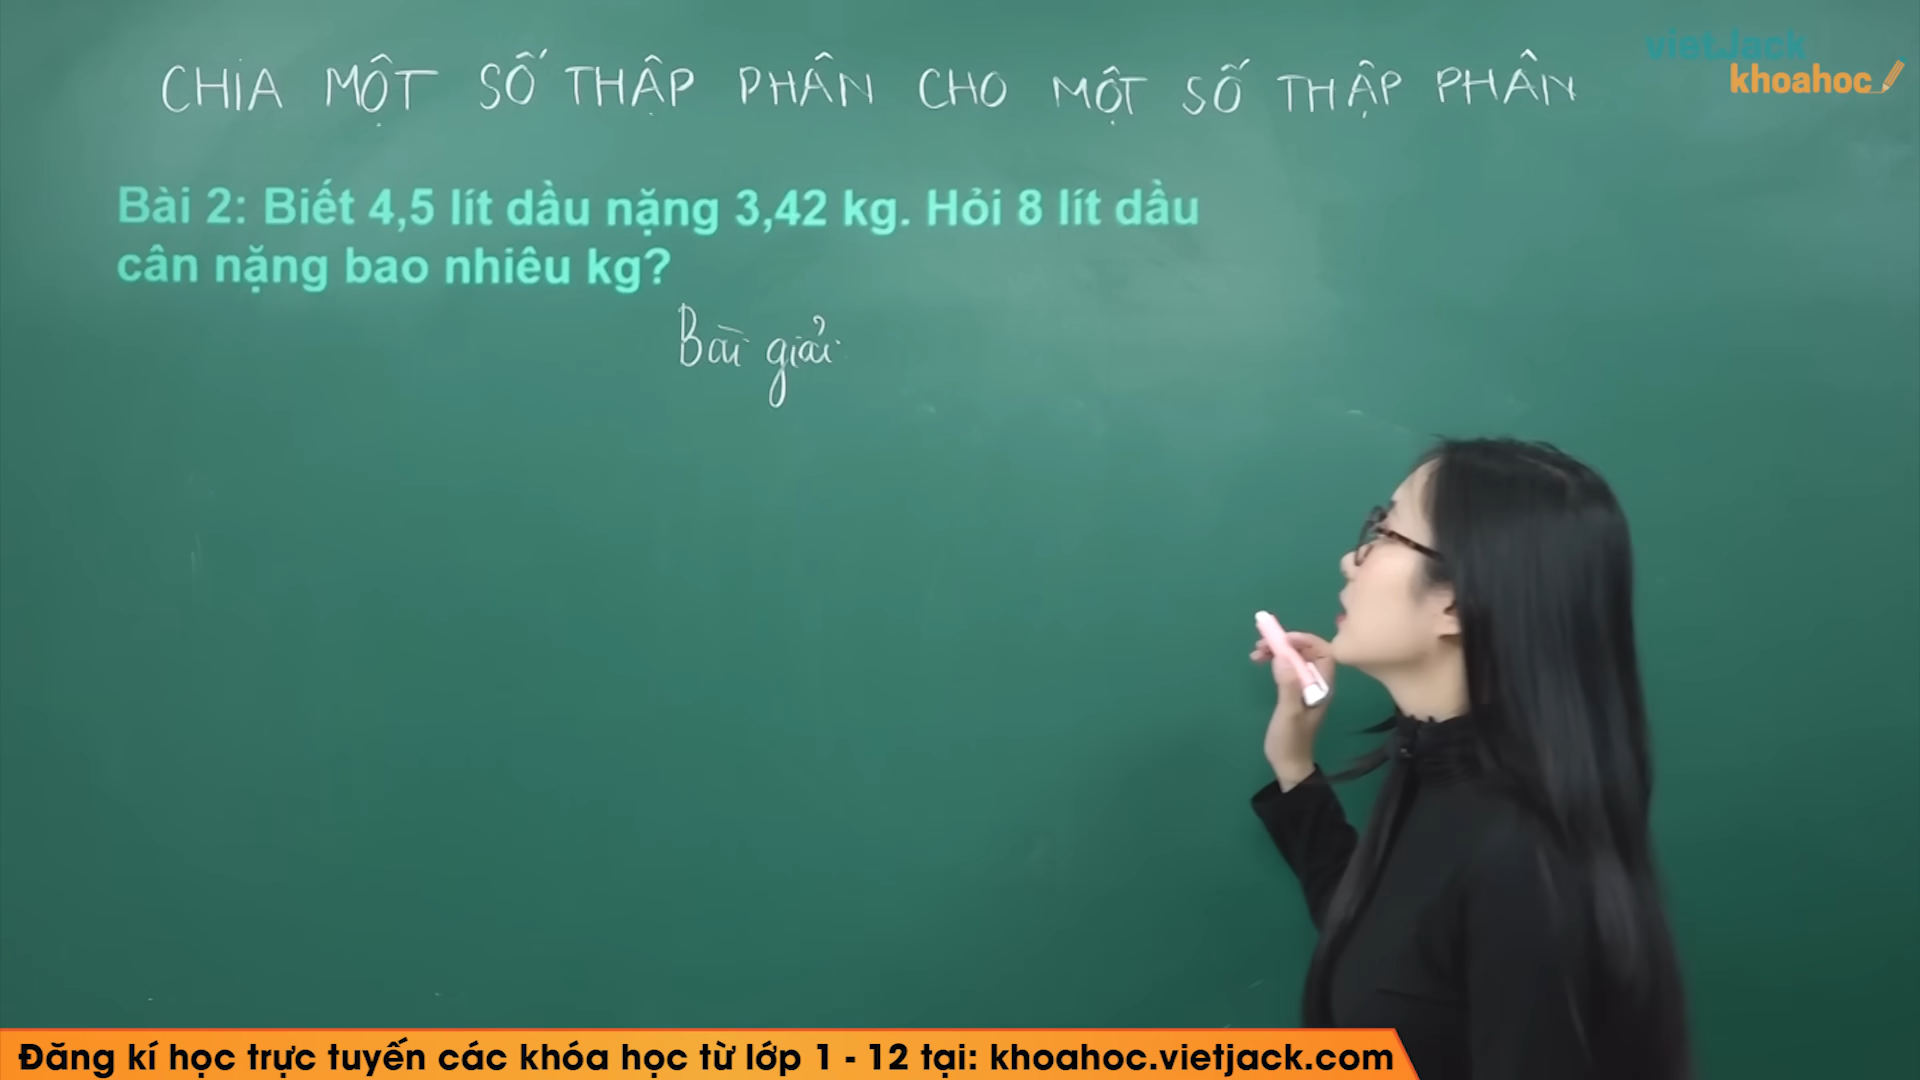 vietJack
khoahoc
CHIA MỘT SỐ THẬP PHÂN CHO MỘT SỐ THẬP PHÂN
Bài 2: Biết 4,5 lít dầu nặng 3,42 kg. Hỏi 8 lít dầu
cân nặng bao nhiêu kg?
Bài giải
Đăng kí học trực tuyến các khóa học từ lớp 1 - 12 tại: khoahoc.vietjack.com